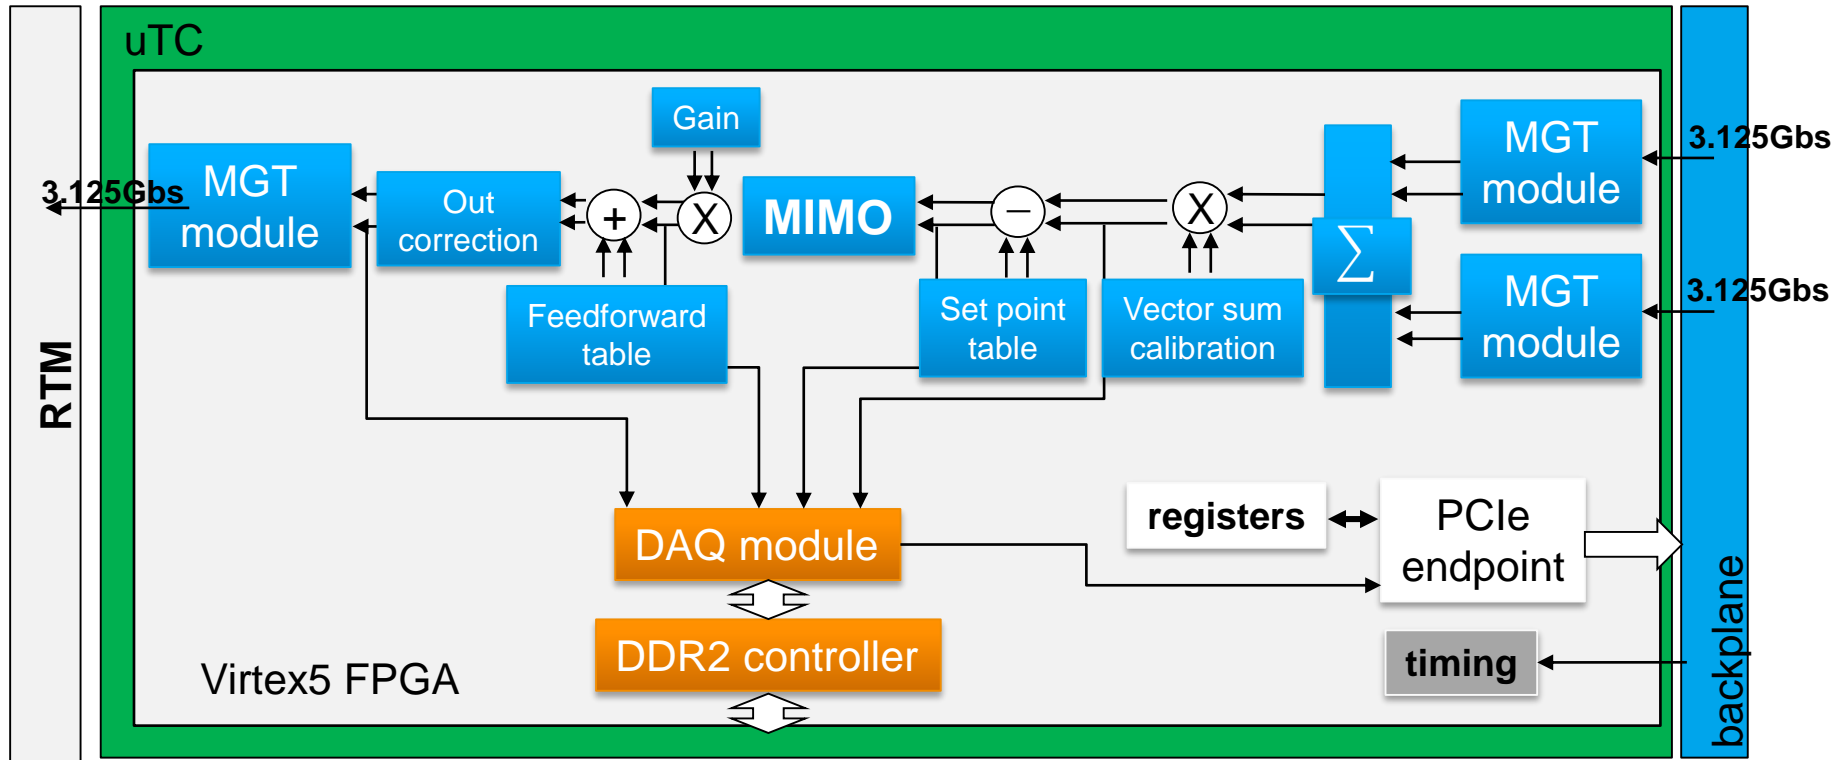 uTC
Gain
MGT
module
3.125Gbs
MGT
module
3.125Gbs
Out
correction
+
X
MIMO
−
X
∑
Feedforward
table
Set point
table
Vector sum
calibration
MGT
module
3.125Gbs
RTM
registers
PCIe
endpoint
DAQ module
DDR2 controller
timing
Virtex5 FPGA
backplane